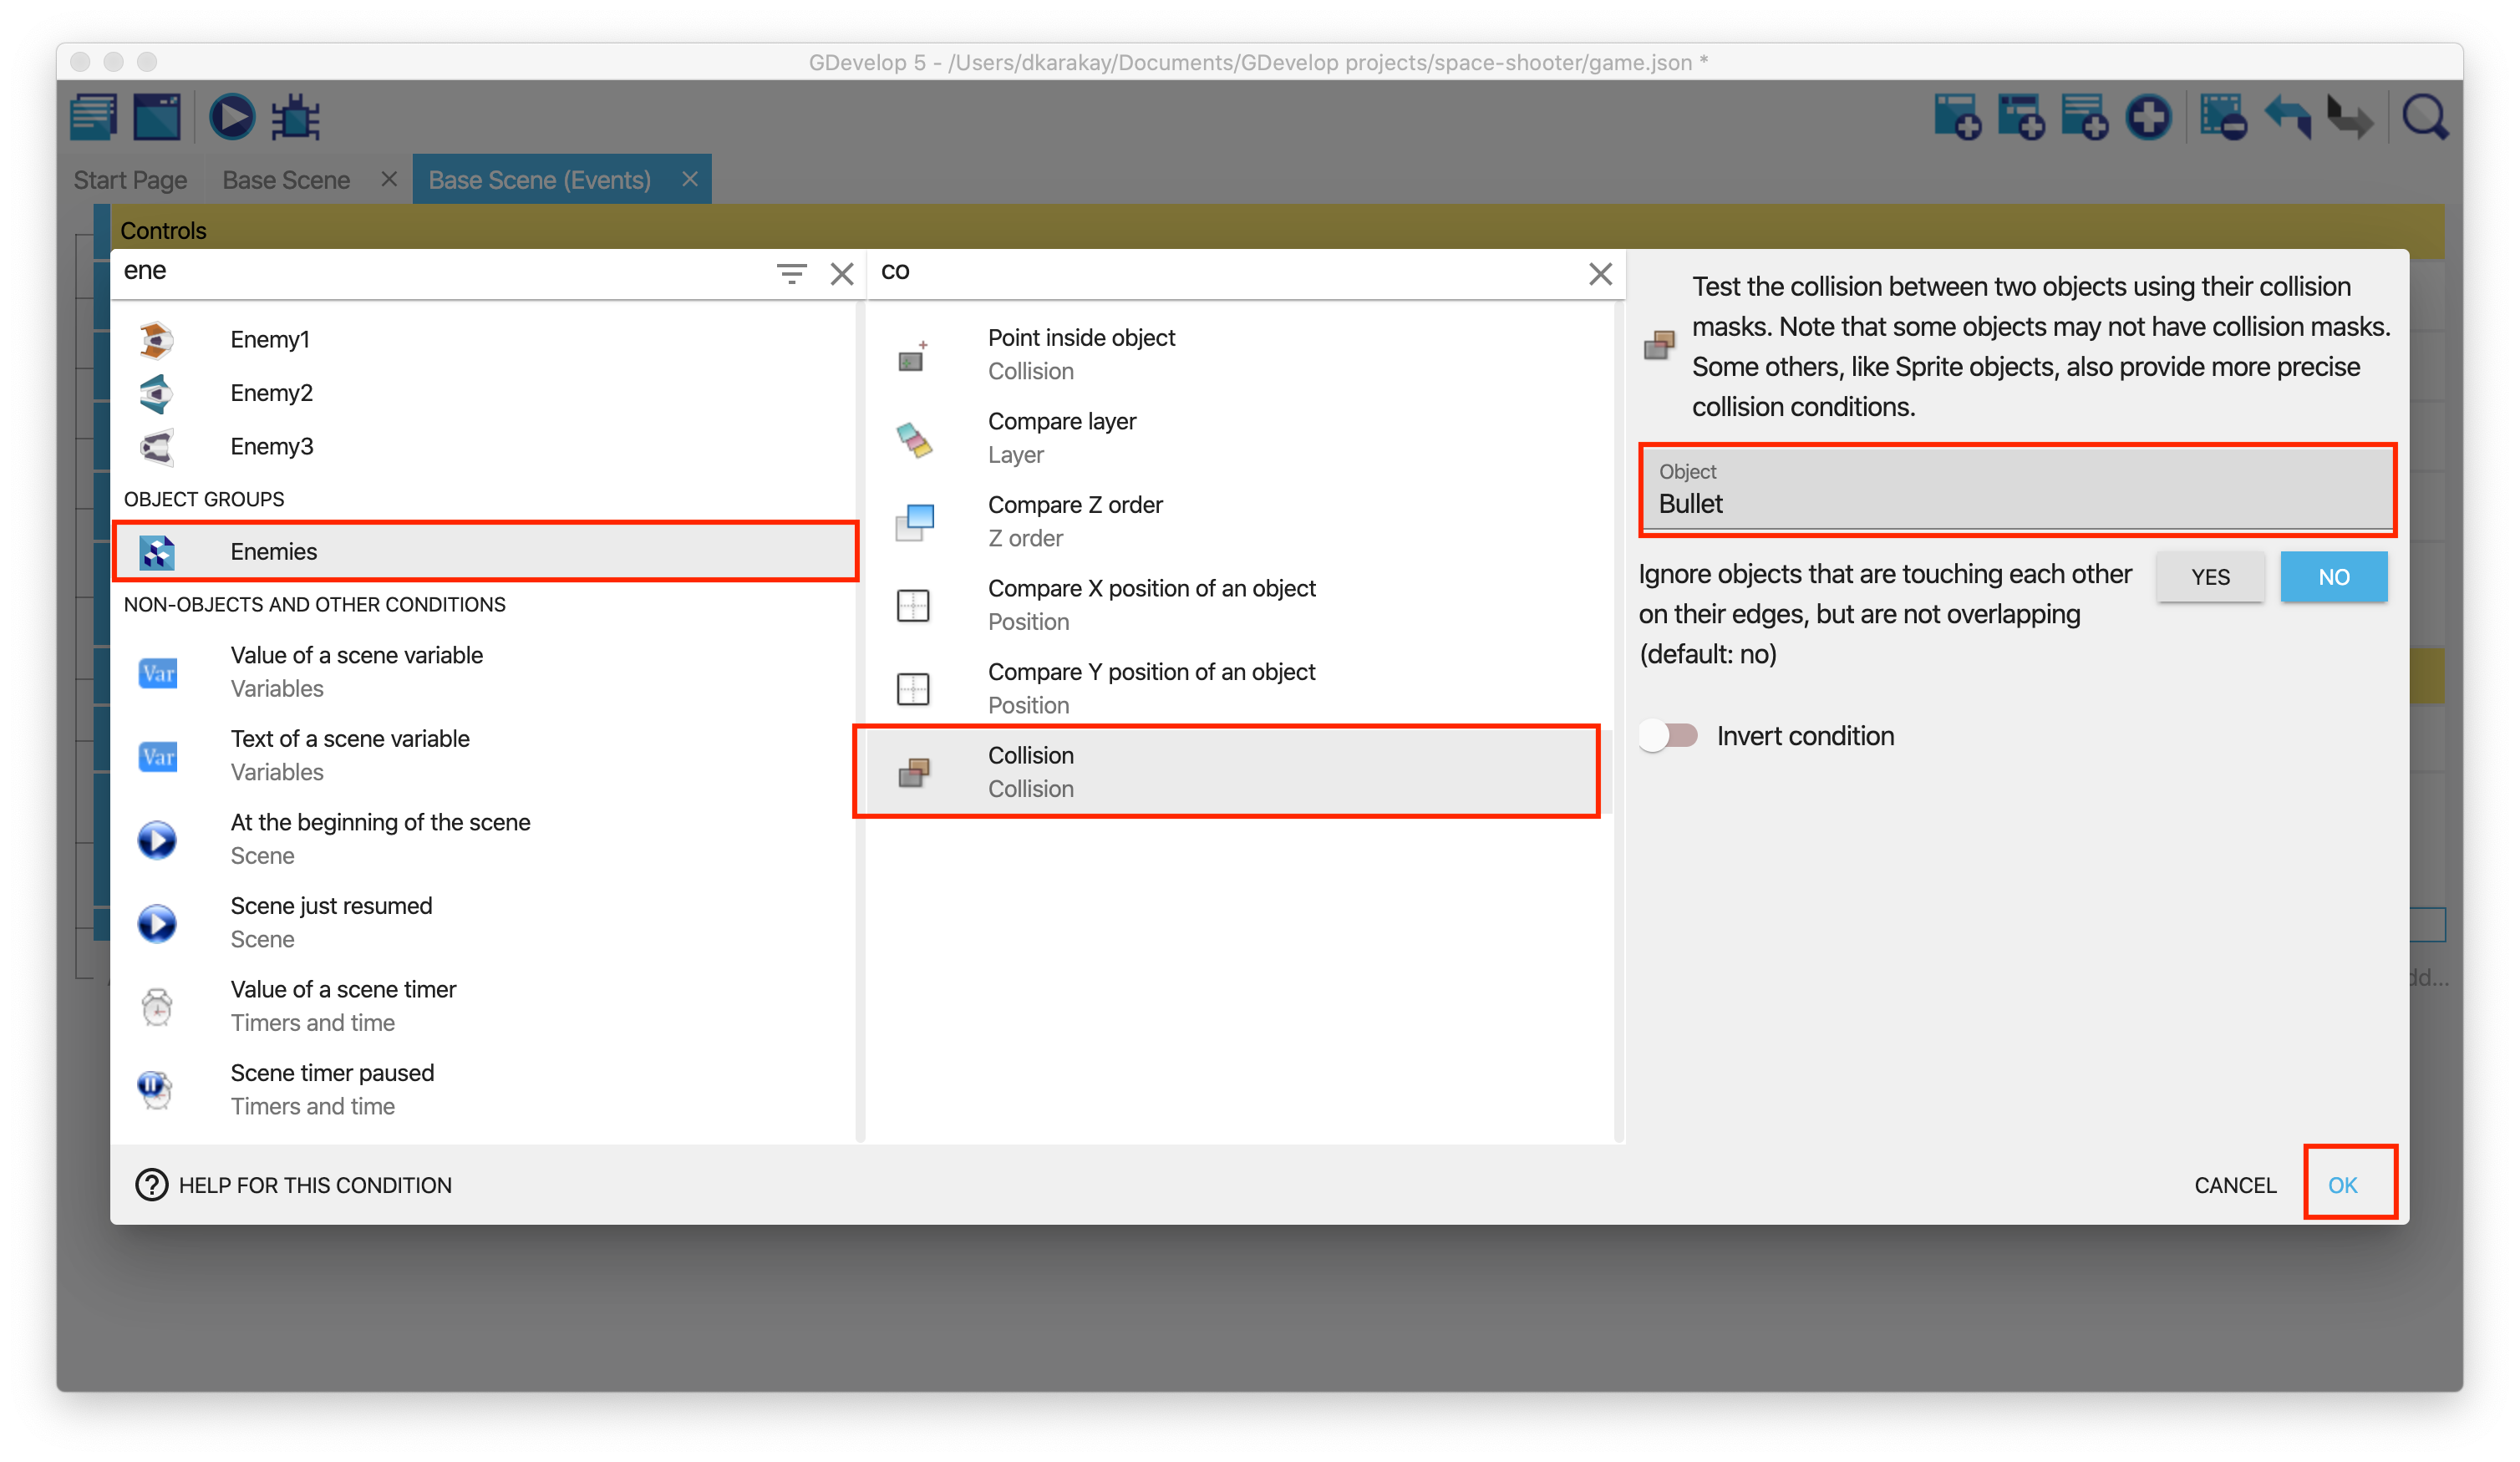 GDevelop 5 - /Users/dkarakay/Documents/GDevelop projects/space-shooter/game.json *
Start Page
Base Scene
Base Scene (Events)
Controls
ene
Enemy1
Enemy2
Enemy3
OBJECT GROUPS
Enemies
NON-OBJECTS AND OTHER CONDITIONS
Var
Value of a scene variable
Variables
Var
Text of a scene variable
Variables
At the beginning of the scene
Scene
Scene just resumed
Scene
Value of a scene timer
Timers and time
Scene timer paused
Timers and time
co
Point inside object
Collision
Compare layer
Layer
Compare Z order
Z order
Compare X position of an object
Position
Compare Y position of an object
Position
Collision
Collision
Test the collision between two objects using their collision
masks. Note that some objects may not have collision masks.
Some others, like Sprite objects, also provide more precise
collision conditions.
Object
Bullet
Ignore objects that are touching each other
on their edges, but are not overlapping
(default: no)
YES
NO
Invert condition
HELP FOR THIS CONDITION
CANCEL
OK